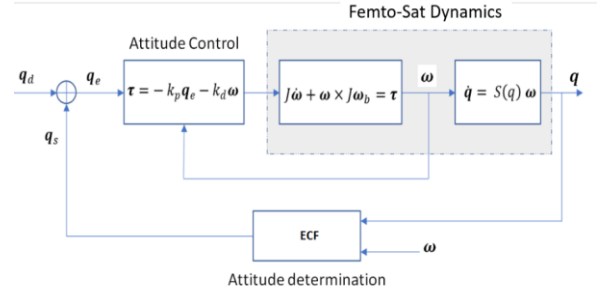 Femto-Sat Dynamics
Attitude Control
q_d
q_e
τ = − k_p q_e − k_d ω
Jω̇ + ω × Jω_b = τ
ω
q̇ = S(q) ω
q
q_s
ECF
ω
Attitude determination